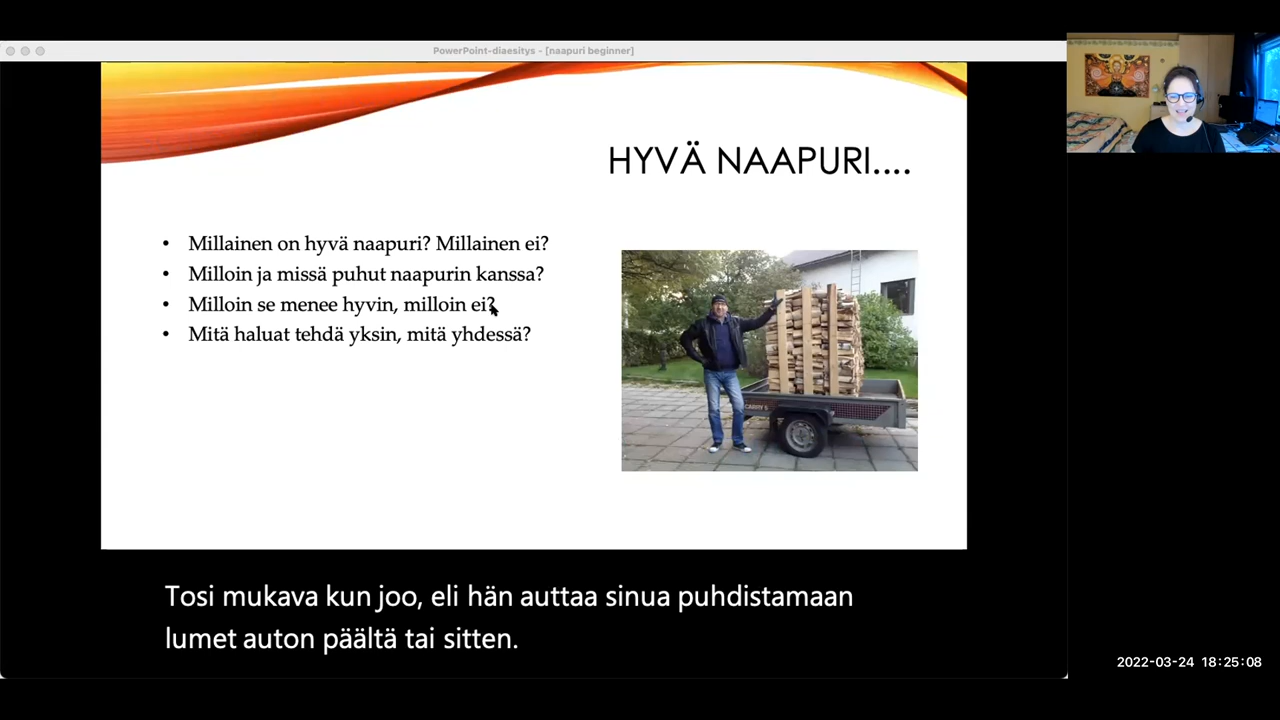 PowerPoint-diaesitys - [naapuri beginner]
HYVÄ NAAPURI....
• Millainen on hyvä naapuri? Millainen ei?
• Milloin ja missä puhut naapurin kanssa?
• Milloin se menee hyvin, milloin ei?
• Mitä haluat tehdä yksin, mitä yhdessä?
CARRY 6
Tosi mukava kun joo, eli hän auttaa sinua puhdistamaan
lumet auton päältä tai sitten.
2022-03-24 18:25:08